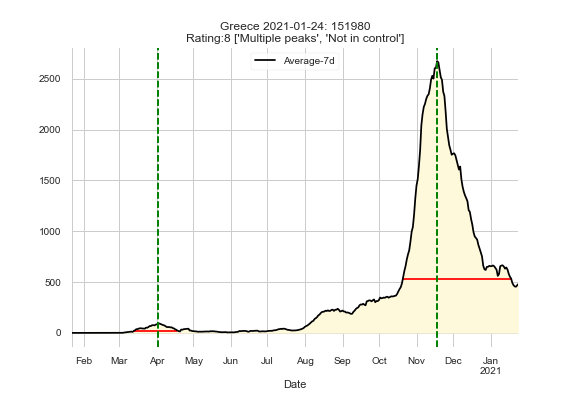 Greece 2021-01-24: 151980
Rating:8 ['Multiple peaks', 'Not in control']
Average-7d
2500
2000
1500
1000
500
0
Feb Mar Apr May Jun Jul Aug Sep Oct Nov Dec Jan
2021
Date